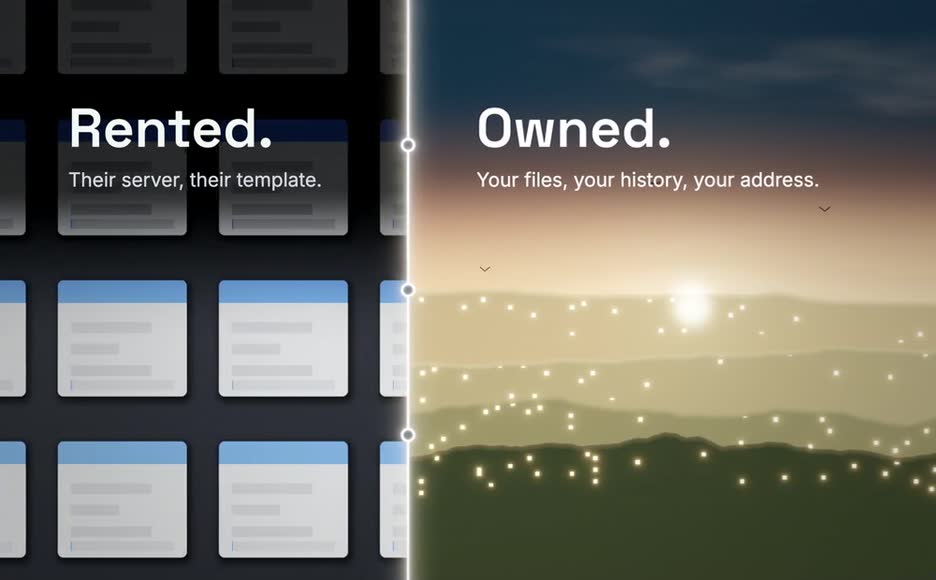 Rented.
Their server, their template.
Owned.
Your files, your history, your address.